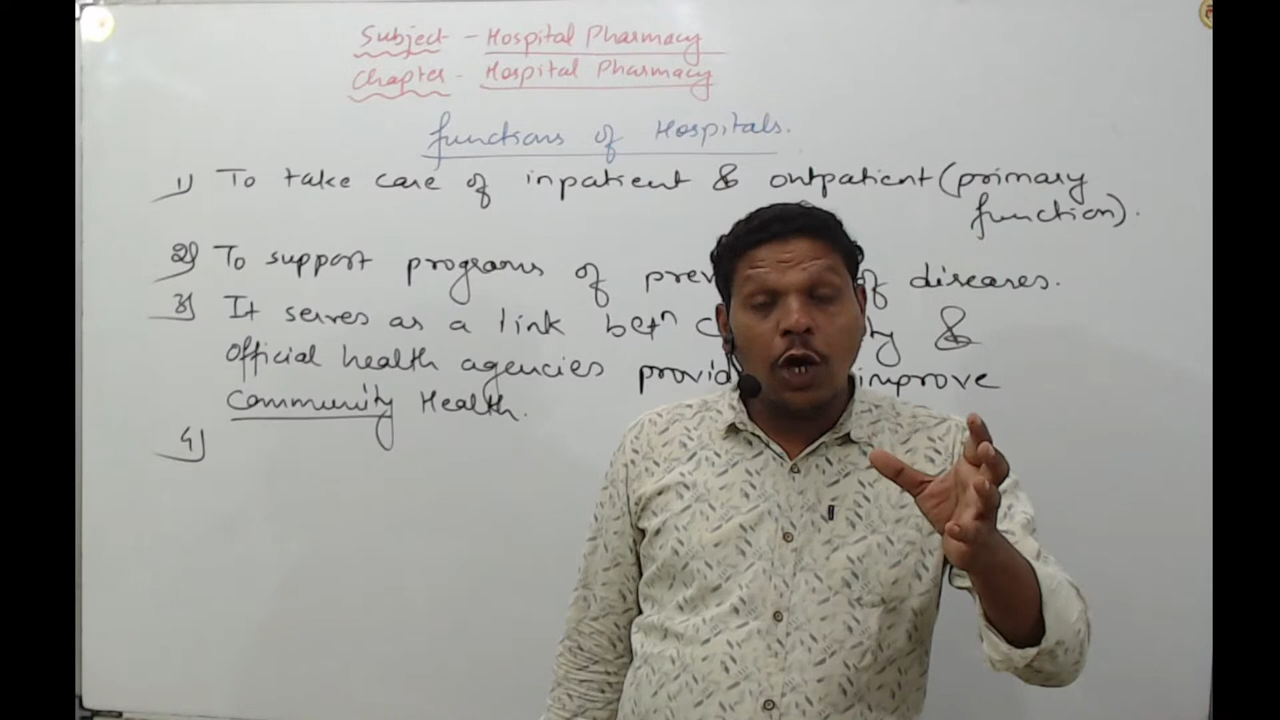 Subject - Hospital Pharmacy
Chapter - Hospital Pharmacy
functions of Hospitals.
1) To take care of inpatient & outpatient (primary
function).
2) To support programs of of diseases.
3) It serves as a link betn &
official health agencies improve
Community Health.
4)